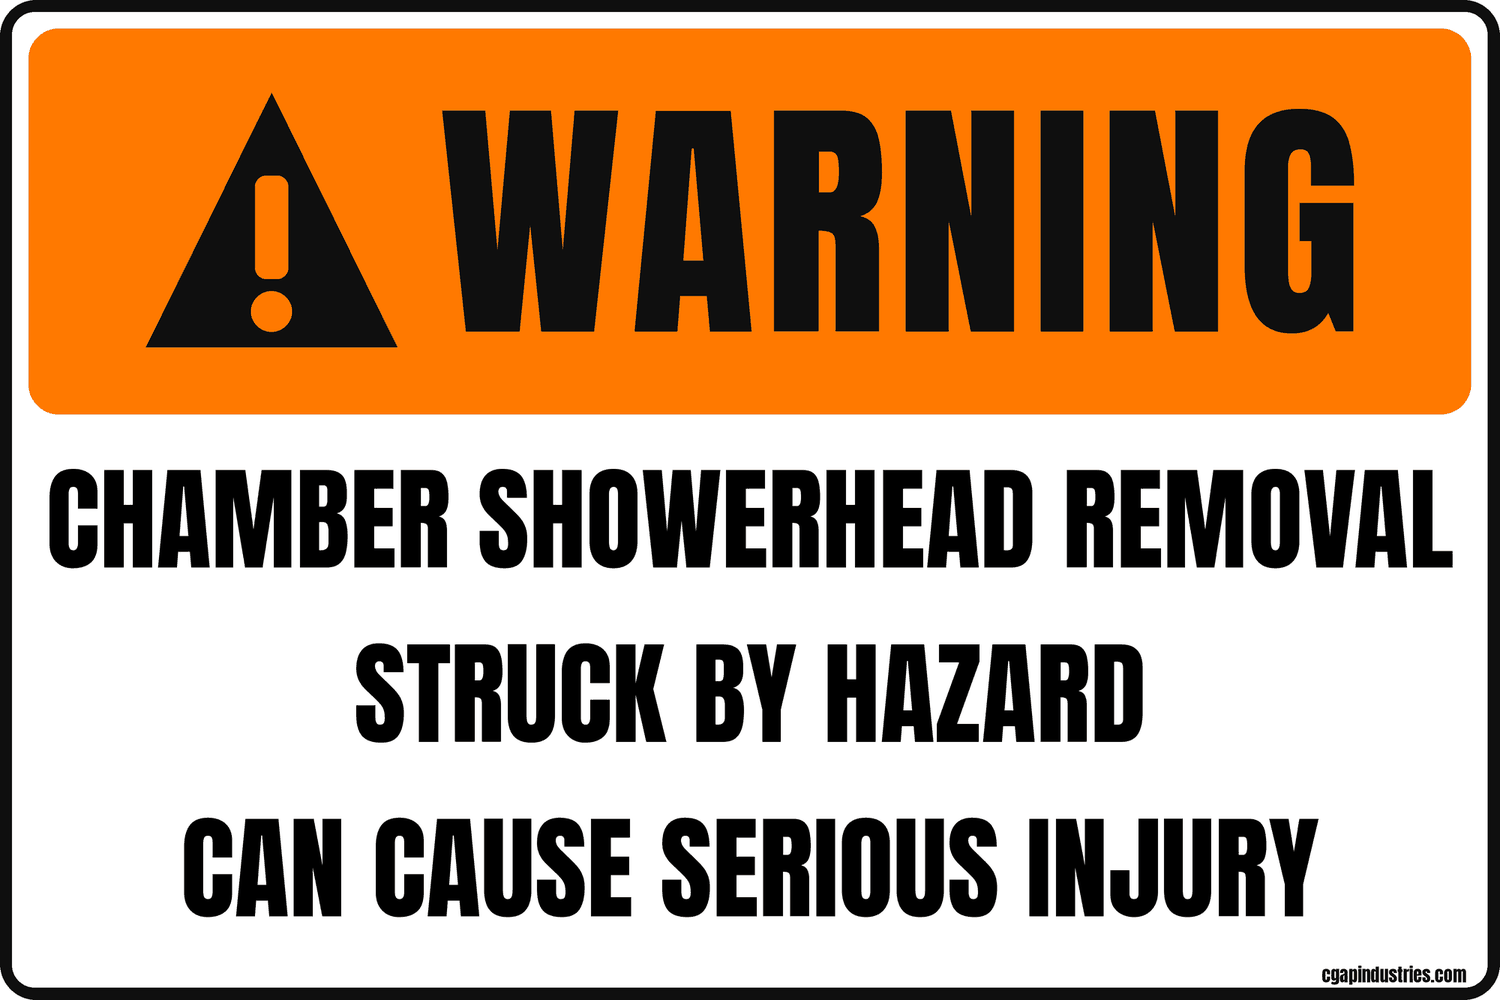 WARNING
CHAMBER SHOWERHEAD REMOVAL
STRUCK BY HAZARD
CAN CAUSE SERIOUS INJURY
cgapindustries.com